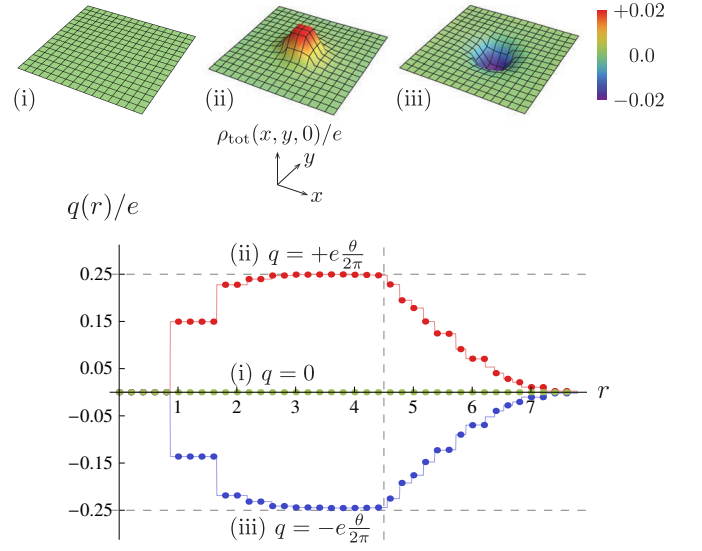 +0.02
0.0
−0.02
(i)
(ii)
(iii)
ρ_tot(x, y, 0)/e
y
x
q(r)/e
(ii) q = +e θ/2π
0.25
0.15
(i) q = 0
0.05
r
1 2 3 4 5 6 7
−0.05
−0.15
−0.25
(iii) q = −e θ/2π